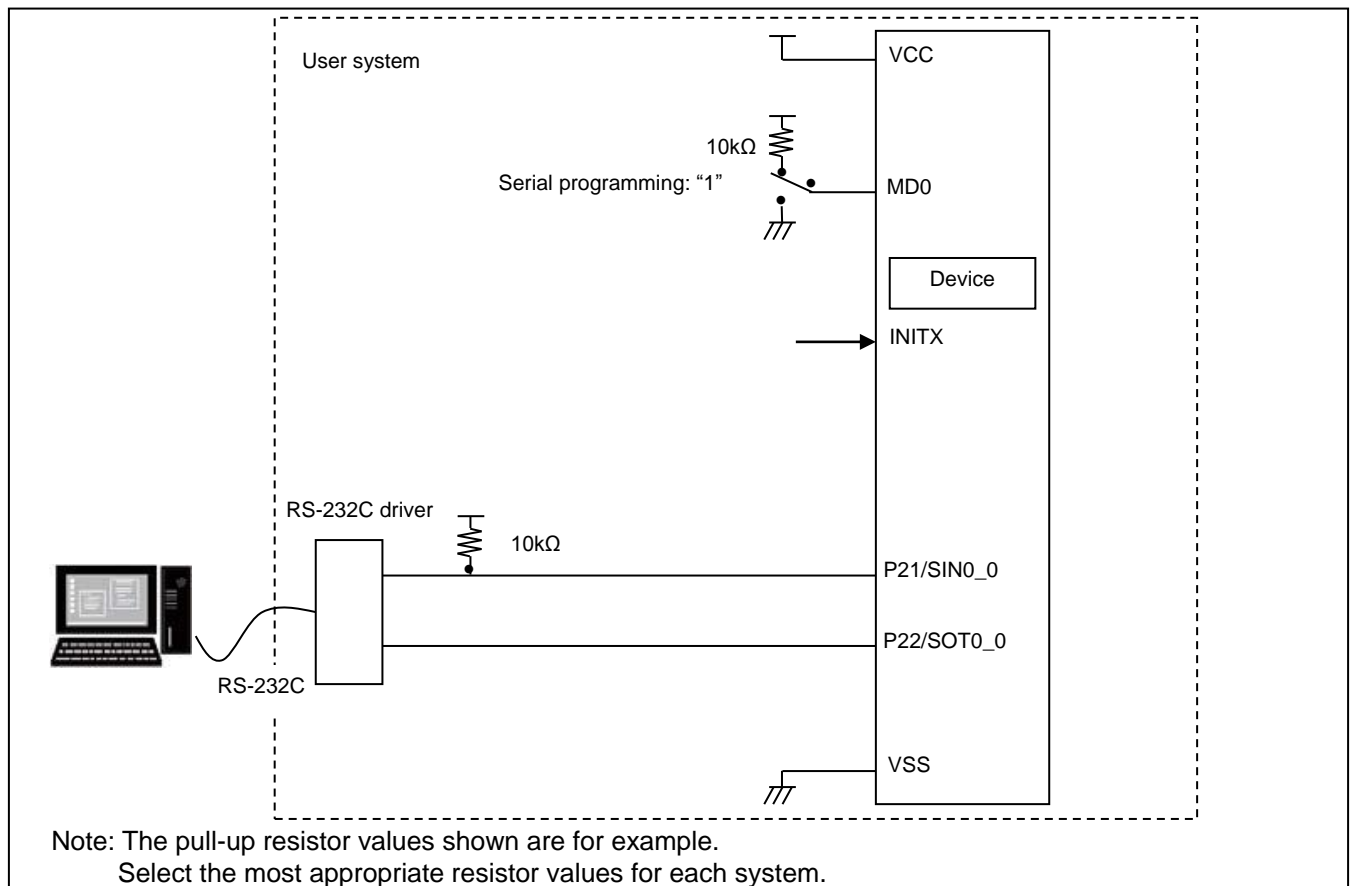 User system
VCC
10kΩ
Serial programming: “1”
MD0
Device
INITX
RS-232C driver
10kΩ
P21/SIN0_0
P22/SOT0_0
RS-232C
VSS
Note: The pull-up resistor values shown are for example.
Select the most appropriate resistor values for each system.